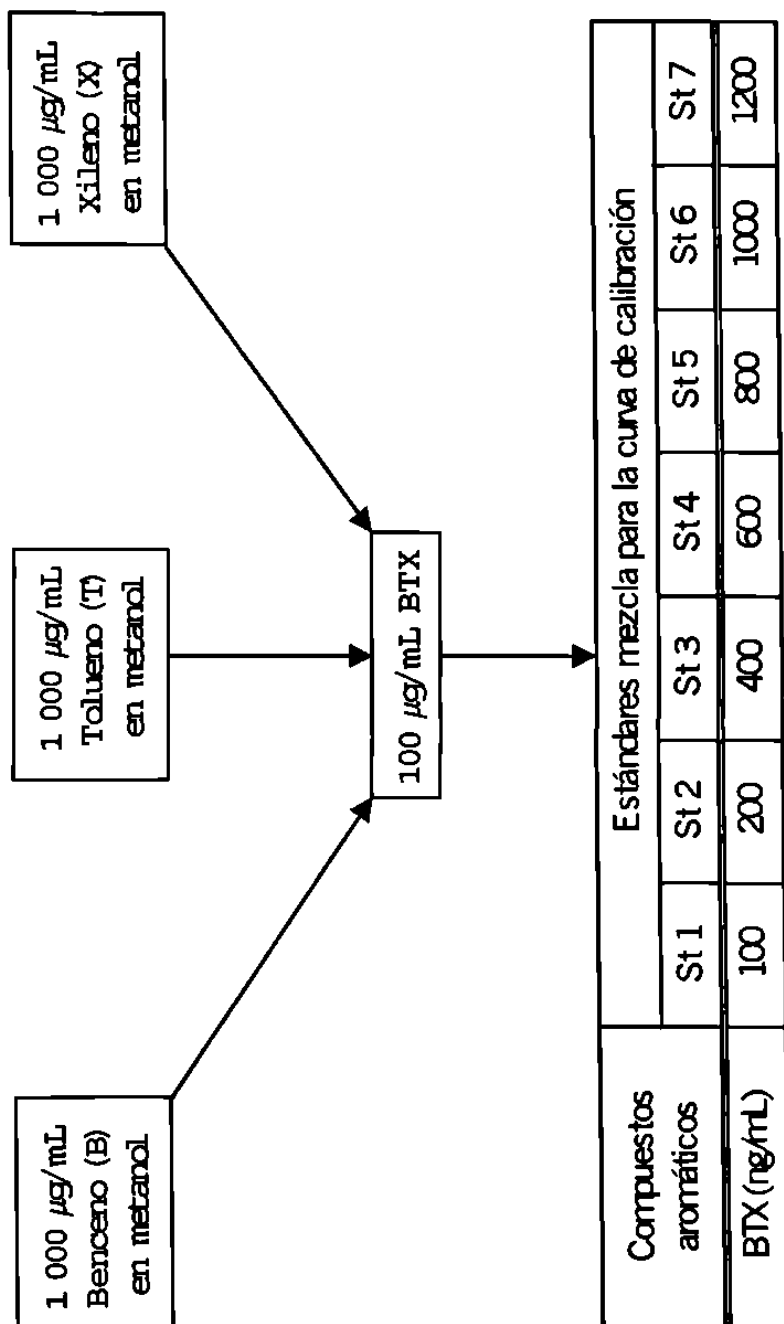 1 000 µg/mL
Benceno (B)
en metanol
1 000 µg/mL
Tolueno (T)
en metanol
1 000 µg/mL
Xileno (X)
en metanol
100 µg/mL BTX
Compuestos
aromáticos
Estándares mezcla para la curva de calibración
St 1 St 2 St 3 St 4 St 5 St 6 St 7
BTX (ng/mL) 100 200 400 600 800 1000 1200